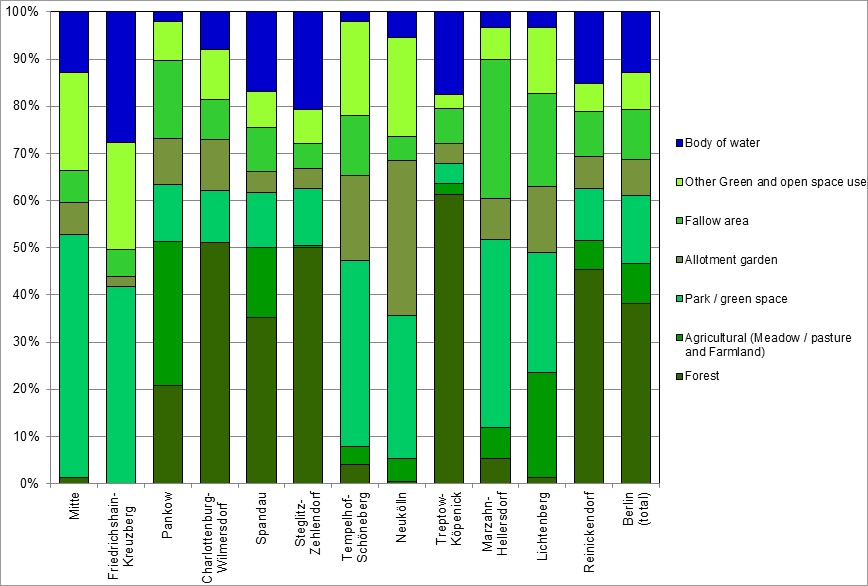 100%
90%
80%
70%
60%
50%
40%
30%
20%
10%
0%
Mitte
Friedrichshain-
Kreuzberg
Pankow
Charlottenburg-
Wilmersdorf
Spandau
Steglitz-
Zehlendorf
Tempelhof-
Schöneberg
Neukölln
Treptow-
Köpenick
Marzahn-
Hellersdorf
Lichtenberg
Reinickendorf
Berlin
(total)
Body of water
Other Green and open space use
Fallow area
Allotment garden
Park / green space
Agricultural (Meadow / pasture
and Farmland)
Forest